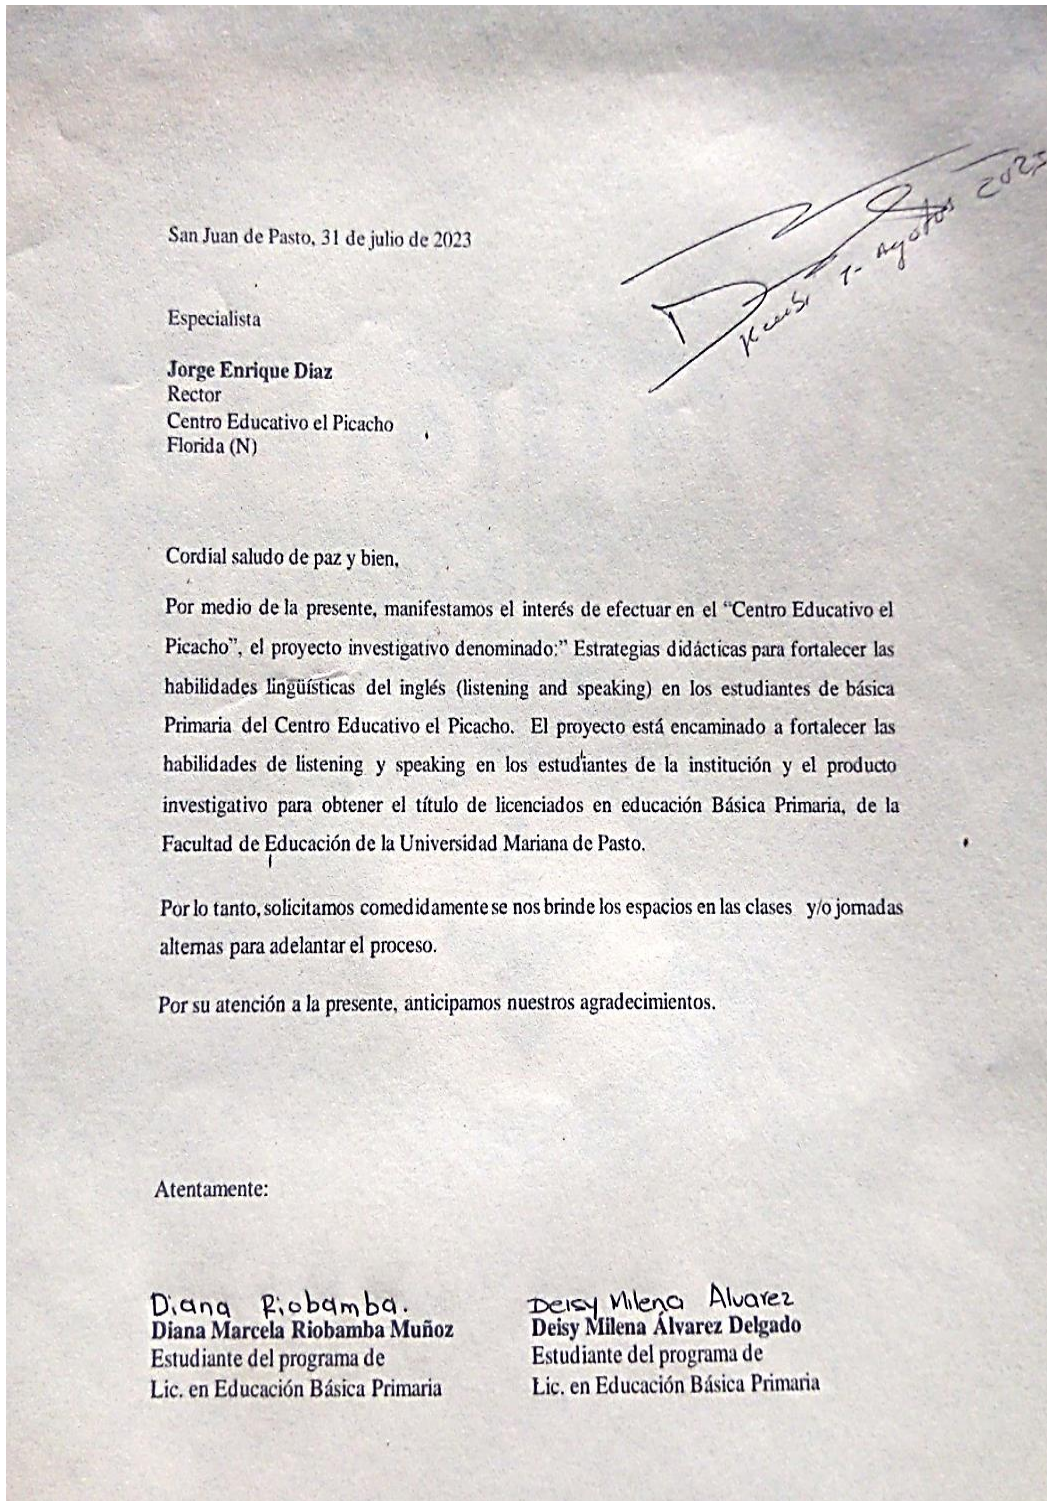 San Juan de Pasto, 31 de julio de 2023
Agosto 2023
Especialista
Jorge Enrique Diaz
Rector
Centro Educativo el Picacho
Florida (N)
Cordial saludo de paz y bien,
Por medio de la presente, manifestamos el interés de efectuar en el “Centro Educativo el
Picacho”, el proyecto investigativo denominado:” Estrategias didácticas para fortalecer las
habilidades lingüísticas del inglés (listening and speaking) en los estudiantes de básica
Primaria del Centro Educativo el Picacho. El proyecto está encaminado a fortalecer las
habilidades de listening y speaking en los estudiantes de la institución y el producto
investigativo para obtener el título de licenciados en educación Básica Primaria, de la
Facultad de Educación de la Universidad Mariana de Pasto.
Por lo tanto, solicitamos comedidamente se nos brinde los espacios en las clases y/o jornadas
alternas para adelantar el proceso.
Por su atención a la presente, anticipamos nuestros agradecimientos.
Atentamente:
Diana Riobamba. Deisy Milena Alvarez
Diana Marcela Riobamba Muñoz Deisy Milena Álvarez Delgado
Estudiante del programa de Estudiante del programa de
Lic. en Educación Básica Primaria Lic. en Educación Básica Primaria